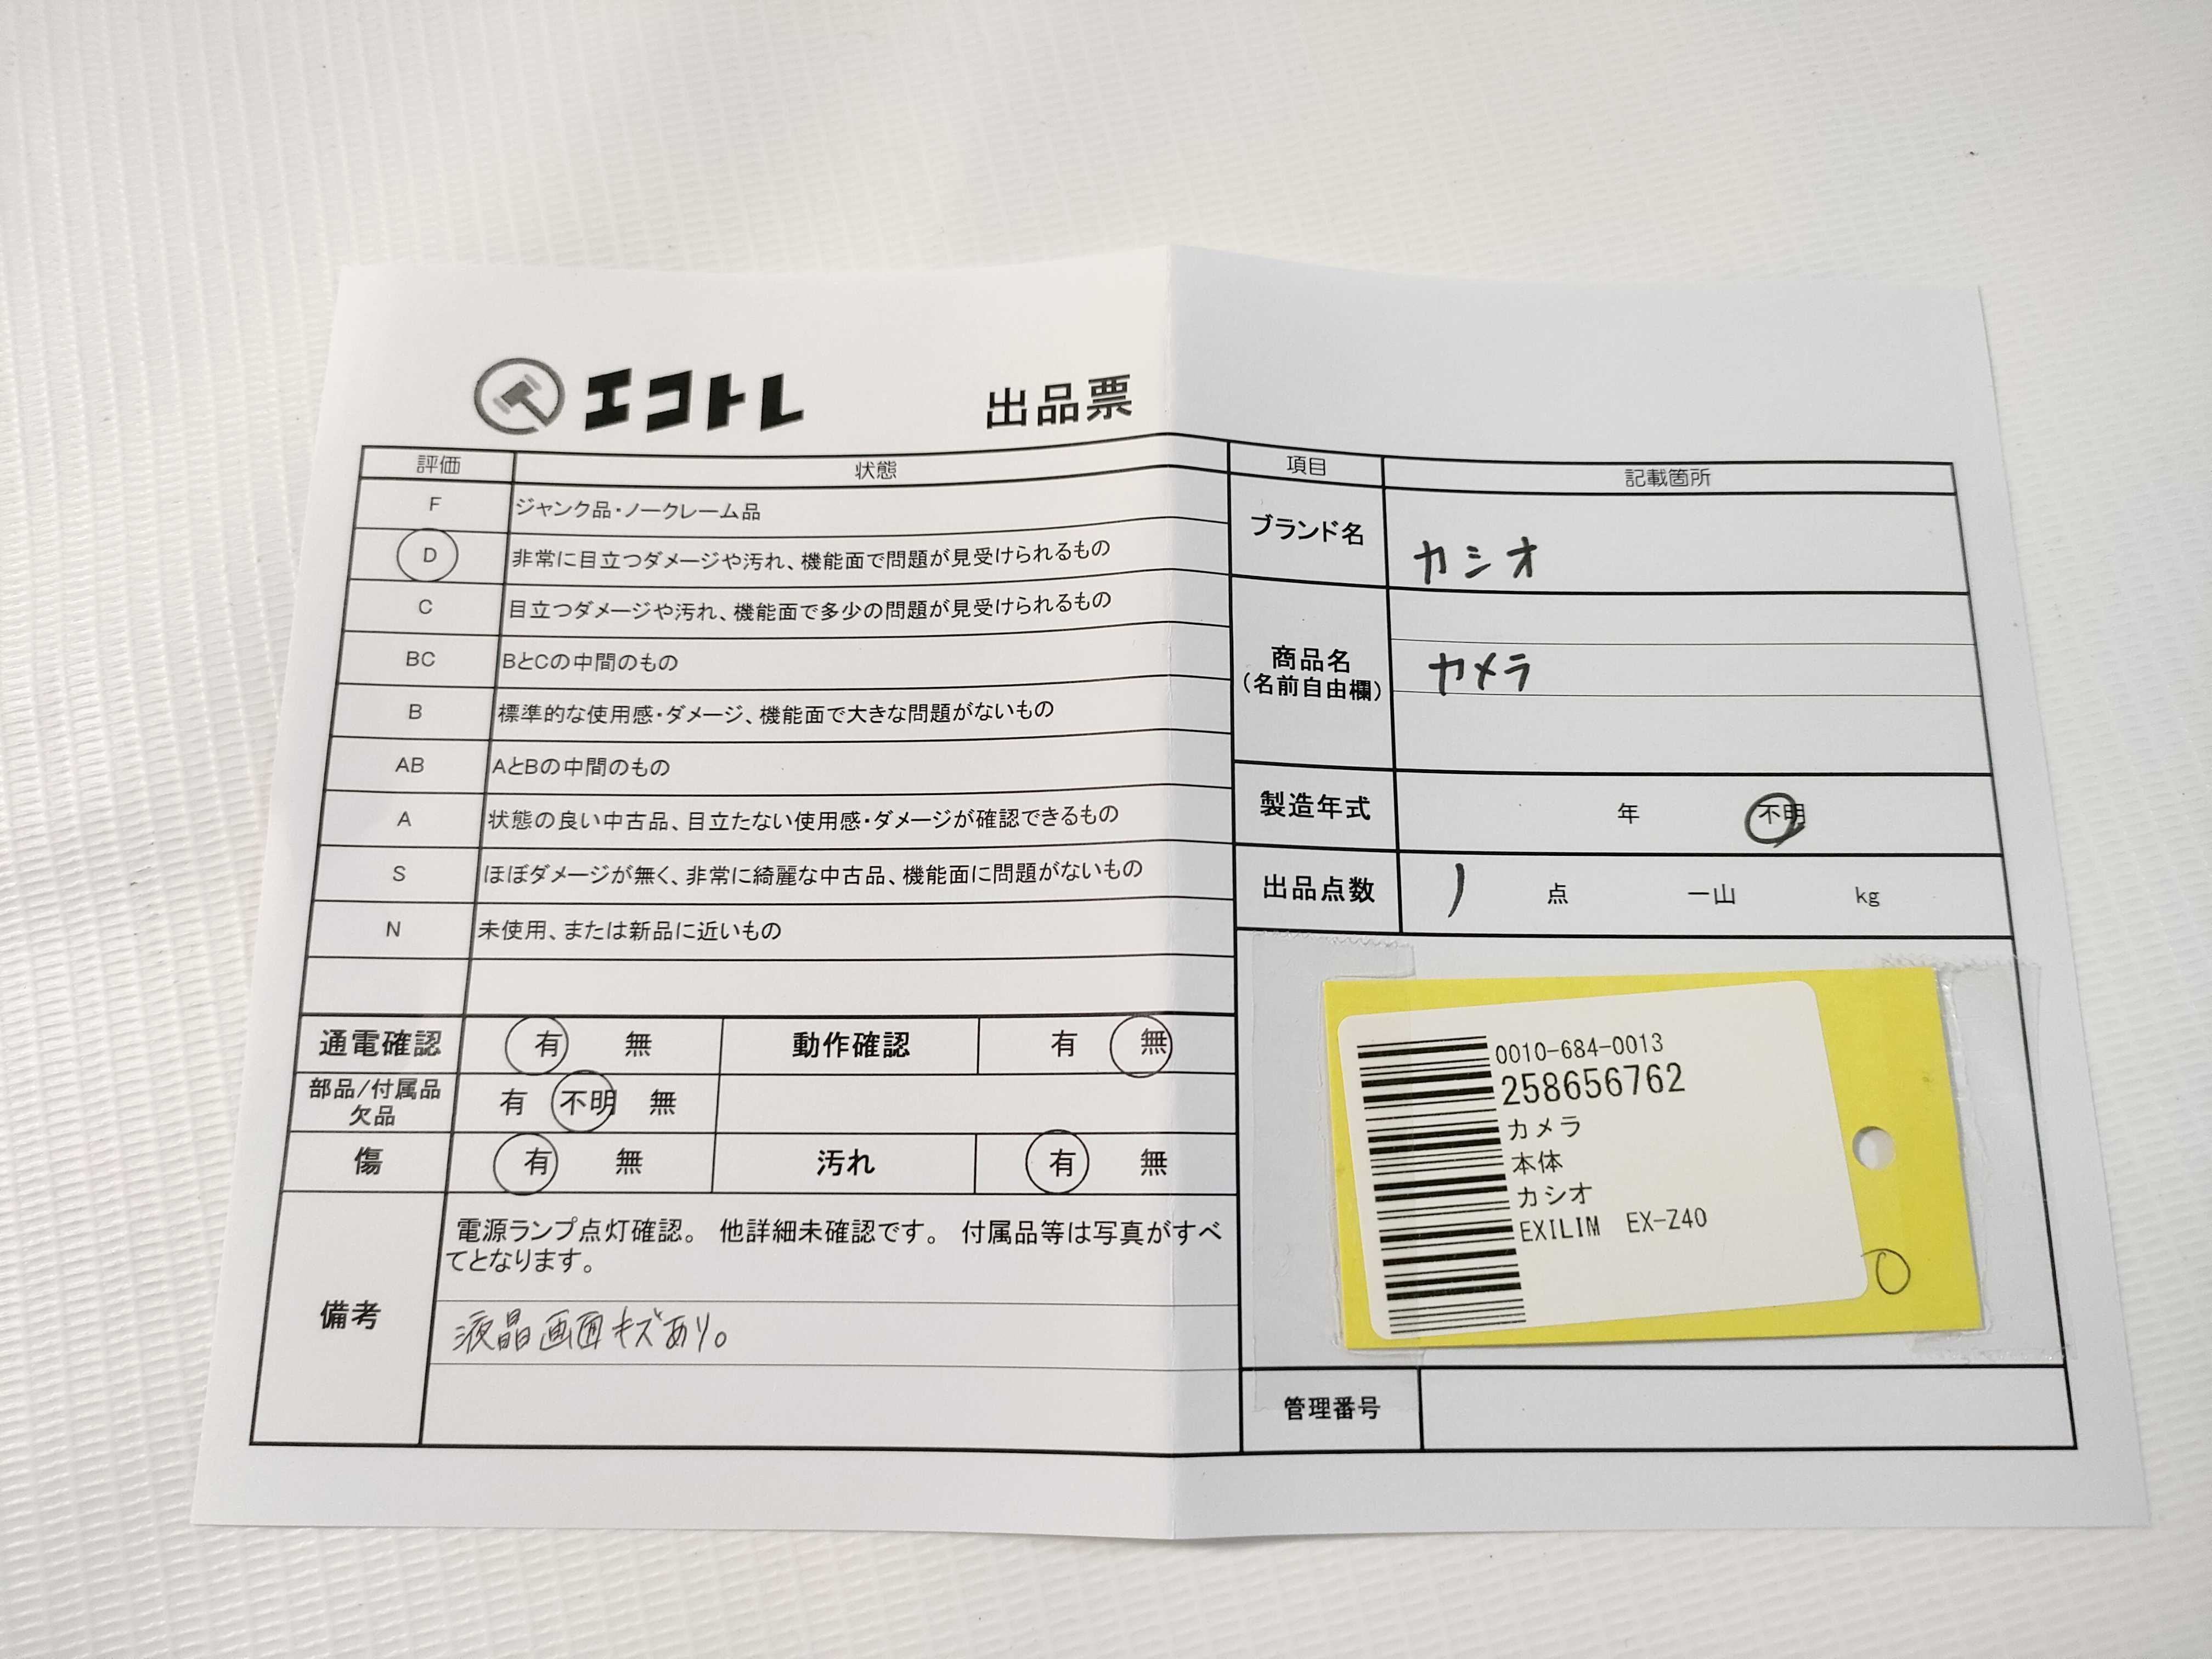 エコトレ
出品票
評価 状態
F ジャンク品・ノークレーム品
D 非常に目立つダメージや汚れ、機能面で問題が見受けられるもの
C 目立つダメージや汚れ、機能面で多少の問題が見受けられるもの
BC BとCの中間のもの
B 標準的な使用感・ダメージ、機能面で大きな問題がないもの
AB AとBの中間のもの
A 状態の良い中古品、目立たない使用感・ダメージが確認できるもの
S ほぼダメージが無く、非常に綺麗な中古品、機能面に問題がないもの
N 未使用、または新品に近いもの
通電確認 有 無 動作確認 有 無
部品/付属品
欠品
有 不明 無
傷 有 無 汚れ 有 無
備考
電源ランプ点灯確認。 他詳細未確認です。 付属品等は写真がすべ
てとなります。
液晶画面キズあり。
項目 記載箇所
ブランド名 カシオ
商品名
(名前自由欄)
カメラ
製造年式 年 不明
出品点数 1 点 一山 kg
0010-684-0013
258656762
カメラ
本体
カシオ
EXILIM EX-Z40
管理番号